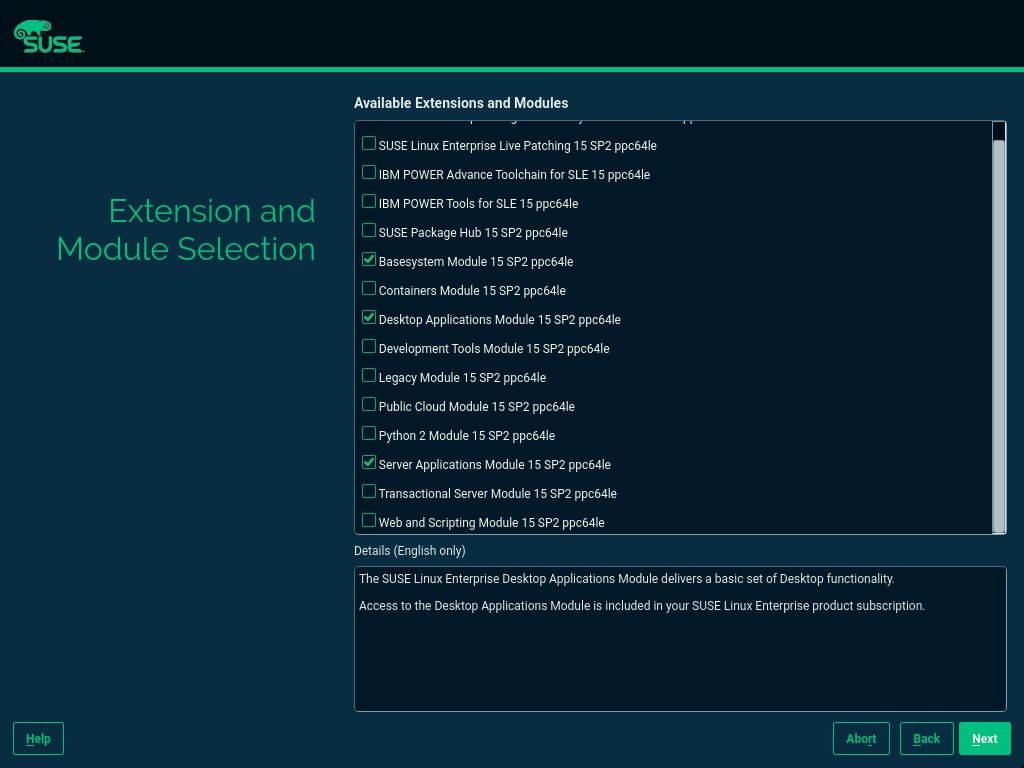 SUSE
Available Extensions and Modules
Extension and
Module Selection
SUSE Linux Enterprise Live Patching 15 SP2 ppc64le
IBM POWER Advance Toolchain for SLE 15 ppc64le
IBM POWER Tools for SLE 15 ppc64le
SUSE Package Hub 15 SP2 ppc64le
Basesystem Module 15 SP2 ppc64le
Containers Module 15 SP2 ppc64le
Desktop Applications Module 15 SP2 ppc64le
Development Tools Module 15 SP2 ppc64le
Legacy Module 15 SP2 ppc64le
Public Cloud Module 15 SP2 ppc64le
Python 2 Module 15 SP2 ppc64le
Server Applications Module 15 SP2 ppc64le
Transactional Server Module 15 SP2 ppc64le
Web and Scripting Module 15 SP2 ppc64le
Details (English only)
The SUSE Linux Enterprise Desktop Applications Module delivers a basic set of Desktop functionality.
Access to the Desktop Applications Module is included in your SUSE Linux Enterprise product subscription.
Help
Abort
Back
Next